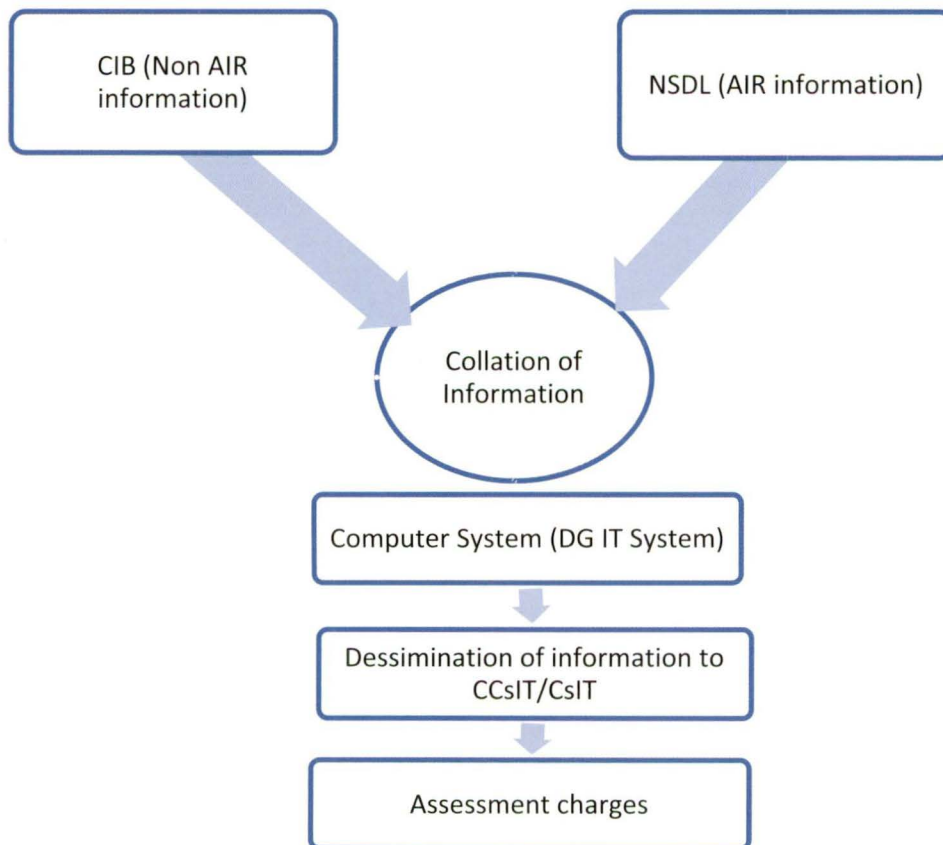 CIB (Non AIR
information)
NSDL (AIR information)
Collation of
Information
Computer System (DG IT System)
Dessimination of information to
CCsIT/CsIT
Assessment charges